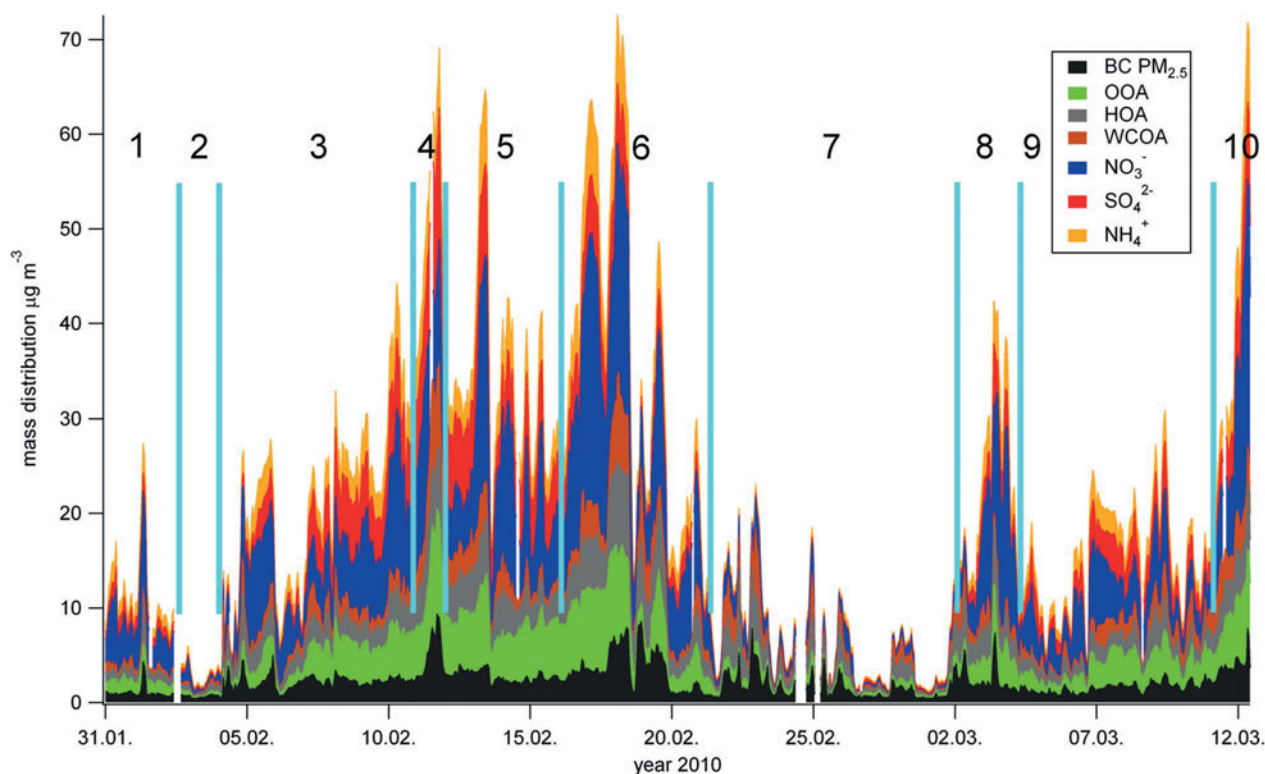 mass distribution µg m⁻³
70
60
50
40
30
20
10
0
1 2 3 4 5 6 7 8 9 10
BC PM₂.₅
OOA
HOA
WCOA
NO₃⁻
SO₄²⁻
NH₄⁺
31.01. 05.02. 10.02. 15.02. 20.02. 25.02. 02.03. 07.03. 12.03.
year 2010